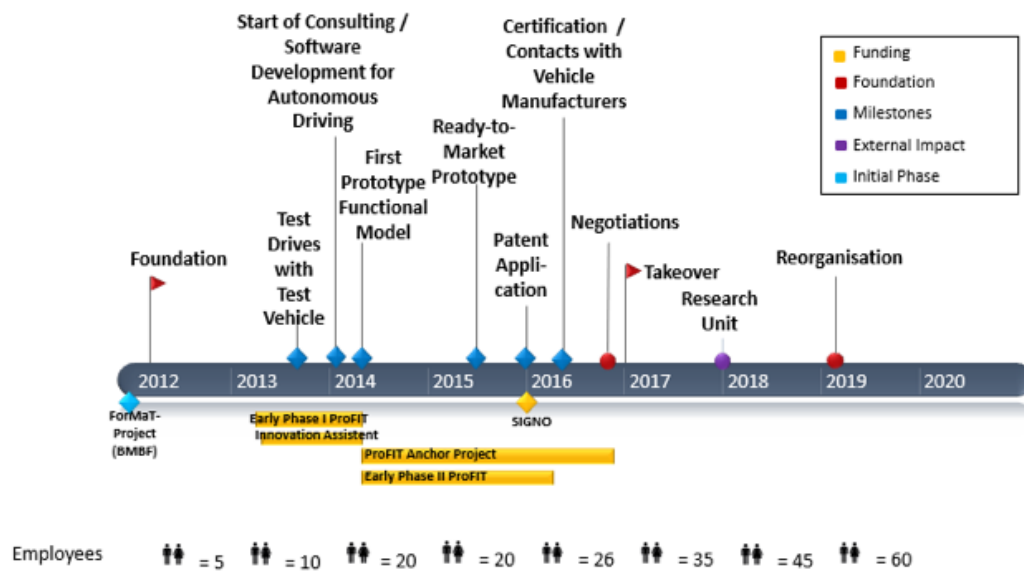 Start of Consulting /
Software
Development for
Autonomous
Driving
Certification /
Contacts with
Vehicle
Manufacturers
Funding
Foundation
Milestones
External Impact
Initial Phase
Ready-to-
Market
Prototype
First
Prototype
Functional
Model
Test
Drives
with
Test
Vehicle
Foundation
Patent
Appli-
cation
Negotiations
Takeover
Research
Unit
Reorganisation
2012
2013
2014
2015
2016
2017
2018
2019
2020
ForMaT-
Project
(BMBF)
Early Phase I ProFIT
Innovation Assistent
SIGNO
ProFIT Anchor Project
Early Phase II ProFIT
Employees
= 5
= 10
= 20
= 20
= 26
= 35
= 45
= 60